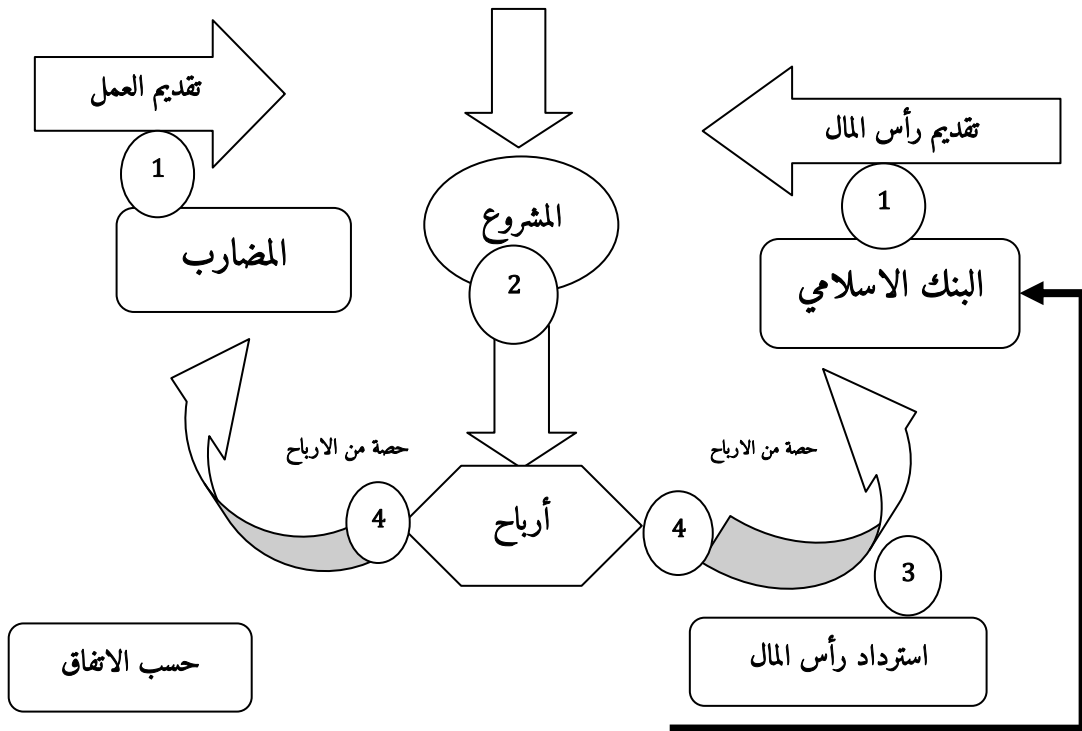 تقديم العمل
تقديم رأس المال
1
1
المشروع
المضارب
2
البنك الاسلامي
حصة من الارباح
حصة من الارباح
4
أرباح
4
3
حسب الاتفاق
استرداد رأس المال